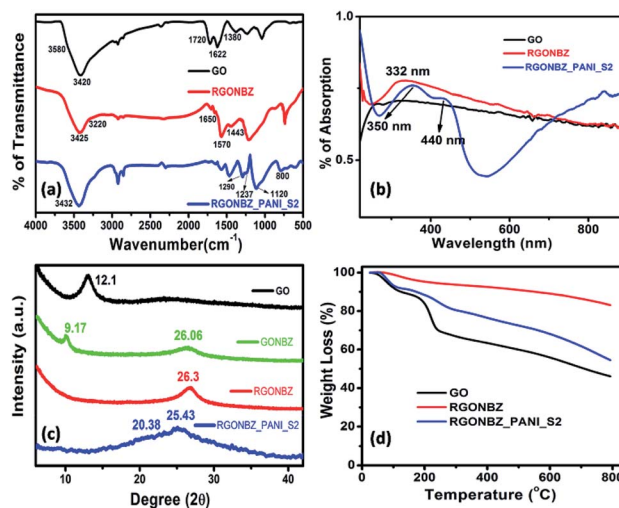 % of Transmittance
3580
3420
1720
1622
1380
GO
3425
3220
1650
1570
1443
RGONBZ
3432
1290
1237
1120
800
RGONBZ_PANI_S2
(a)
4000 3500 3000 2500 2000 1500 1000 500
Wavenumber(cm-1)
% of Absorption
1.0
0.5
GO
RGONBZ
RGONBZ_PANI_S2
332 nm
350 nm
440 nm
(b)
400 600 800
Wavelength (nm)
Intensity (a.u.)
12.1
GO
9.17
26.06
GONBZ
26.3
RGONBZ
20.38
25.43
RGONBZ_PANI_S2
(c)
10 20 30 40
Degree (2θ)
Weight Loss (%)
100
80
60
40
20
0
GO
RGONBZ
RGONBZ_PANI_S2
(d)
0 200 400 600 800
Temperature (°C)